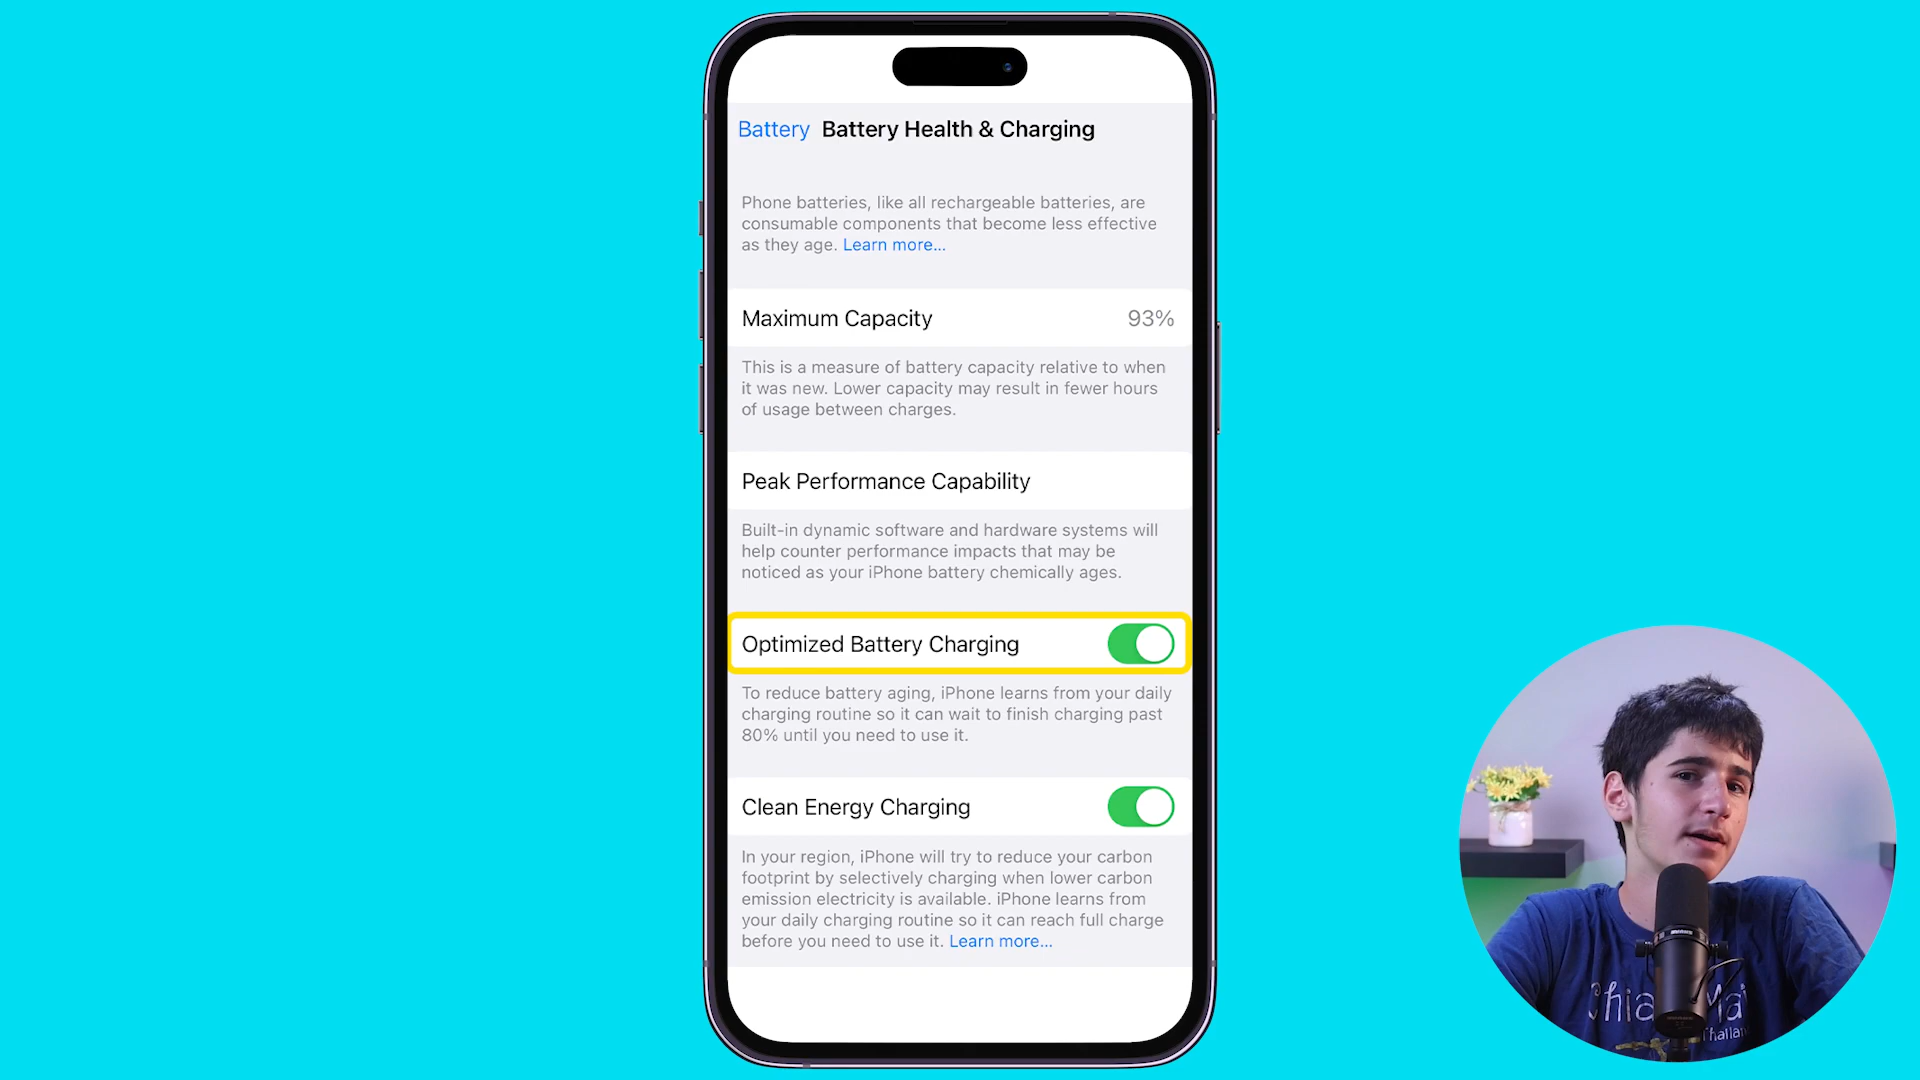 Battery Battery Health & Charging
Phone batteries, like all rechargeable batteries, are
consumable components that become less effective
as they age. Learn more...
Maximum Capacity 93%
This is a measure of battery capacity relative to when
it was new. Lower capacity may result in fewer hours
of usage between charges.
Peak Performance Capability
Built-in dynamic software and hardware systems will
help counter performance impacts that may be
noticed as your iPhone battery chemically ages.
Optimized Battery Charging
To reduce battery aging, iPhone learns from your daily
charging routine so it can wait to finish charging past
80% until you need to use it.
Clean Energy Charging
In your region, iPhone will try to reduce your carbon
footprint by selectively charging when lower carbon
emission electricity is available. iPhone learns from
your daily charging routine so it can reach full charge
before you need to use it. Learn more...